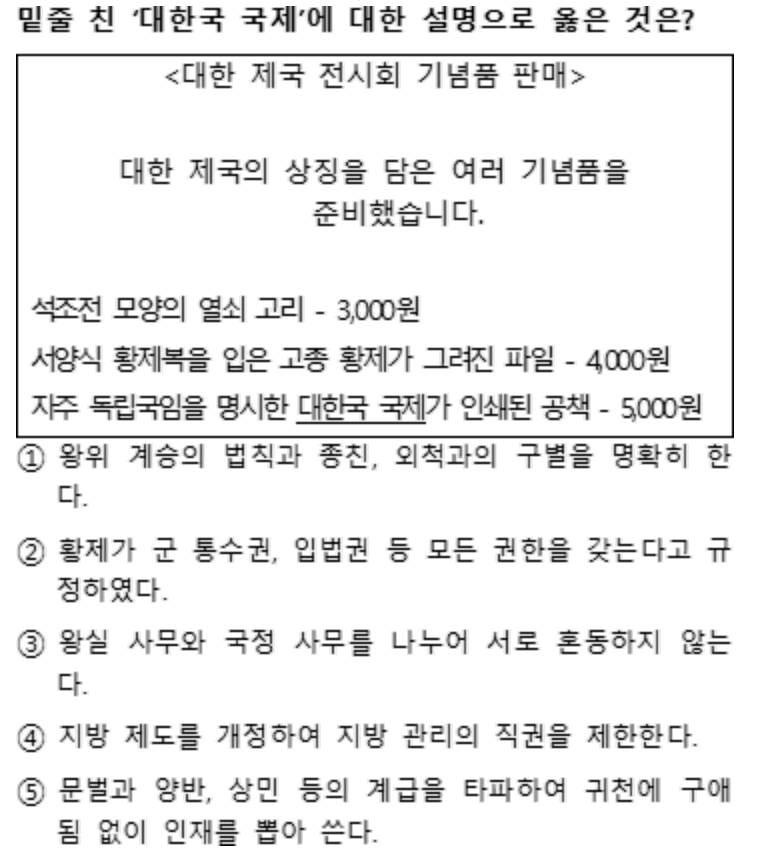 밑줄 친 ‘대한국 국제’에 대한 설명으로 옳은 것은?
<대한 제국 전시회 기념품 판매>
대한 제국의 상징을 담은 여러 기념품을
준비했습니다.
석조전 모양의 열쇠 고리 - 3,000원
서양식 황제복을 입은 고종 황제가 그려진 파일 - 4,000원
자주 독립국임을 명시한 대한국 국제가 인쇄된 공책 - 5,000원
① 왕위 계승의 법칙과 종친, 외척과의 구별을 명확히 한
다.
② 황제가 군 통수권, 입법권 등 모든 권한을 갖는다고 규
정하였다.
③ 왕실 사무와 국정 사무를 나누어 서로 혼동하지 않는
다.
④ 지방 제도를 개정하여 지방 관리의 직권을 제한한다.
⑤ 문벌과 양반, 상민 등의 계급을 타파하여 귀천에 구애
됨 없이 인재를 뽑아 쓴다.